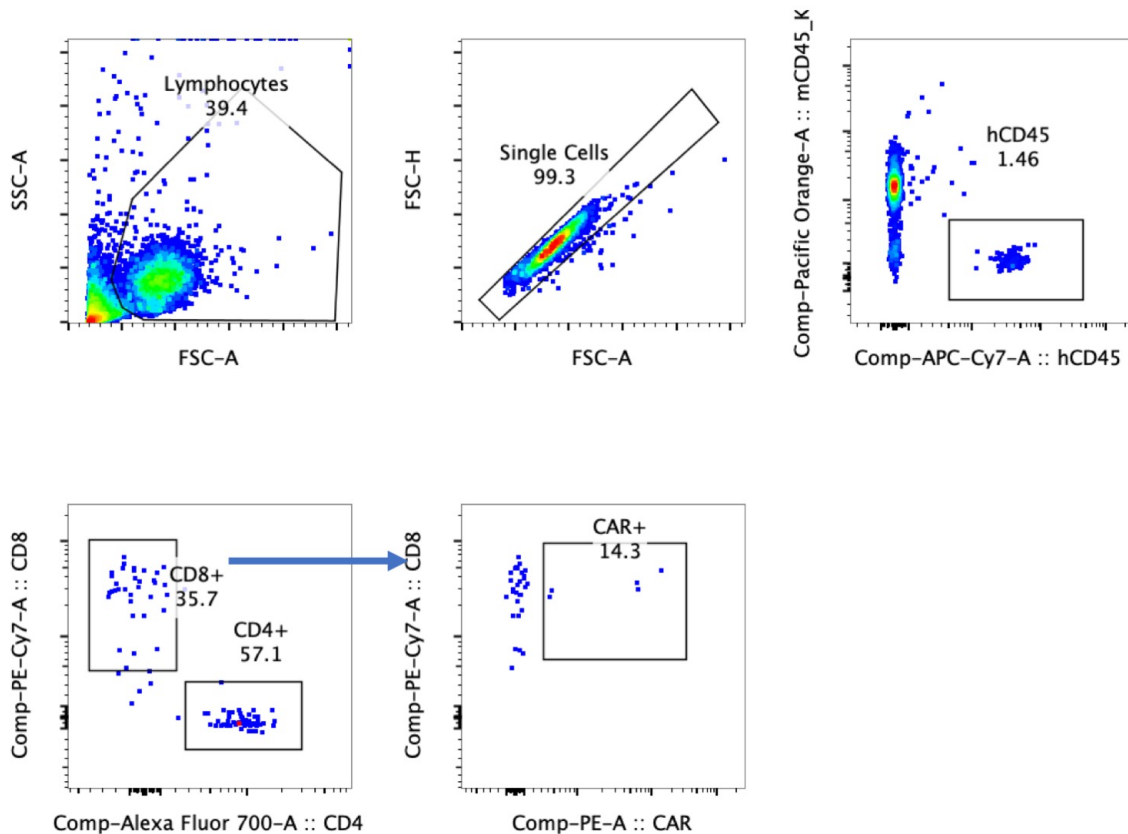 SSC-A
Lymphocytes
39.4
FSC-A
FSC-H
Single Cells
99.3
FSC-A
Comp-Pacific Orange-A :: mCD45_K
hCD45
1.46
Comp-APC-Cy7-A :: hCD45
Comp-PE-Cy7-A :: CD8
CD8+
35.7
CD4+
57.1
Comp-Alexa Fluor 700-A :: CD4
Comp-PE-Cy7-A :: CD8
CAR+
14.3
Comp-PE-A :: CAR